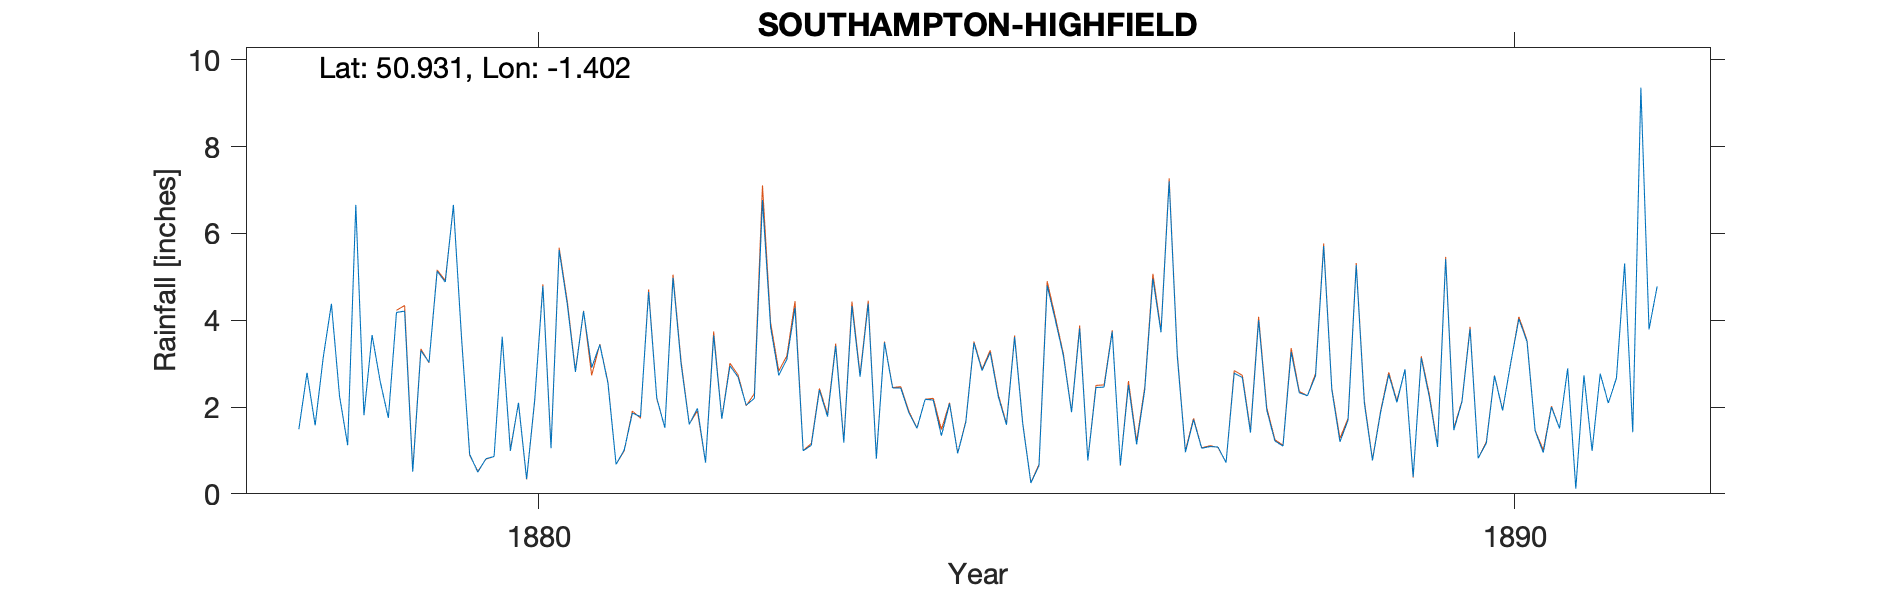 SOUTHAMPTON-HIGHFIELD
Lat: 50.931, Lon: -1.402
10
8
6
4
2
0
Rainfall [inches]
1880
1890
Year